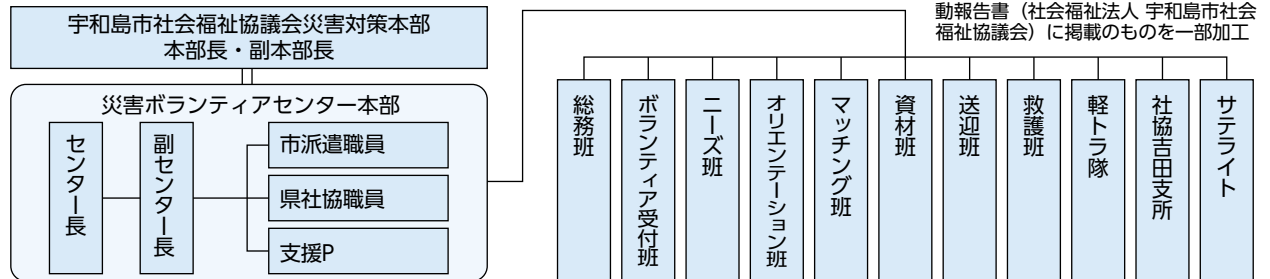 宇和島市社会福祉協議会災害対策本部
本部長・副本部長
災害ボランティアセンター本部
センター長
副センター長
市派遣職員
県社協職員
支援P
動報告書（社会福祉法人 宇和島市社会
福祉協議会）に掲載のものを一部加工
総務班
ボランティア受付班
ニーズ班
オリエンテーション班
マッチング班
資材班
送迎班
救護班
軽トラ隊
社協吉田支所
サテライト